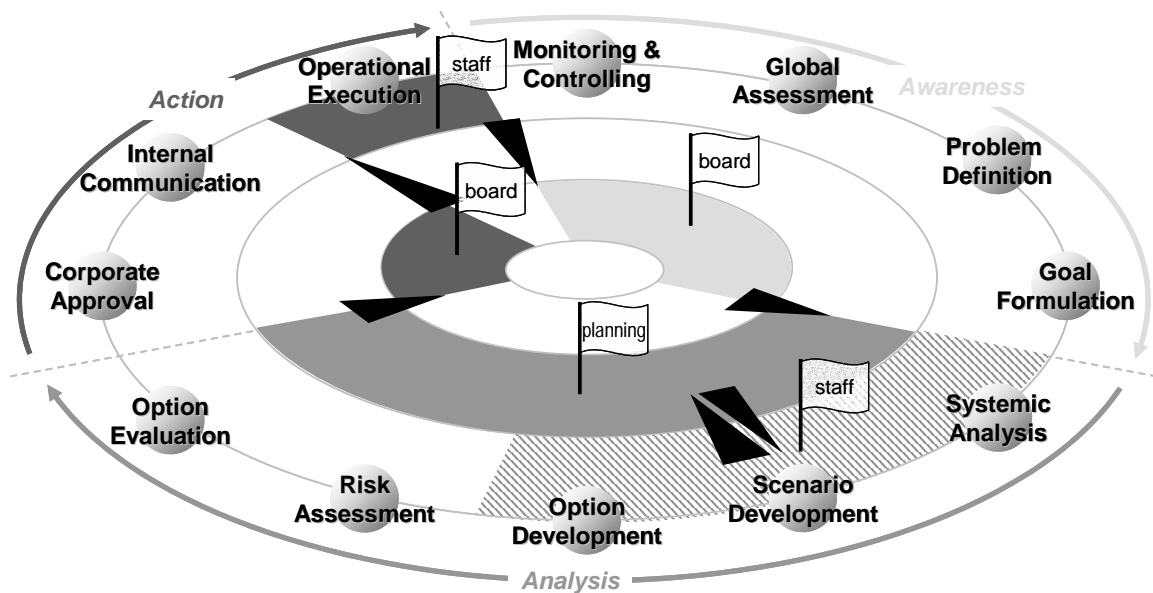 Monitoring &
Controlling
Global
Assessment
Awareness
Problem
Definition
Goal
Formulation
Systemic
Analysis
Scenario
Development
Option
Development
Analysis
Risk
Assessment
Option
Evaluation
Corporate
Approval
Internal
Communication
Action
Operational
Execution
staff
board
board
planning
staff